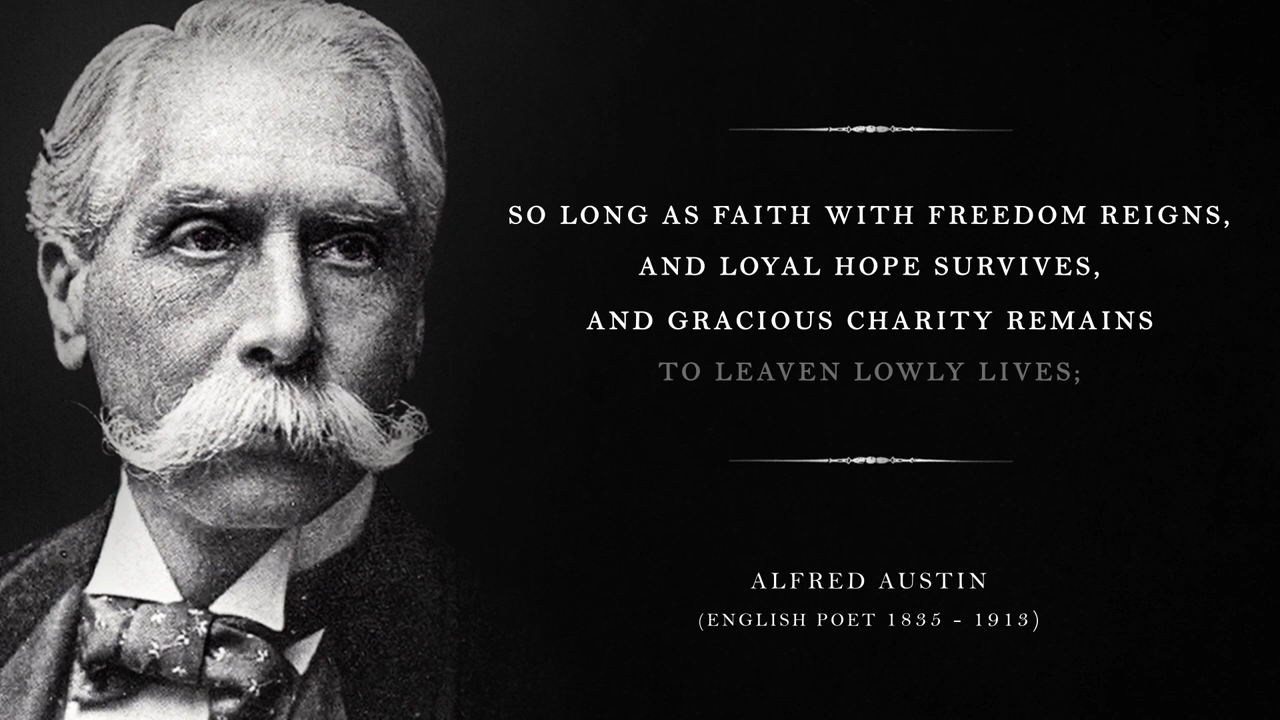 SO LONG AS FAITH WITH FREEDOM REIGNS,
AND LOYAL HOPE SURVIVES,
AND GRACIOUS CHARITY REMAINS
TO LEAVEN LOWLY LIVES;
ALFRED AUSTIN
(ENGLISH POET 1835 - 1913)